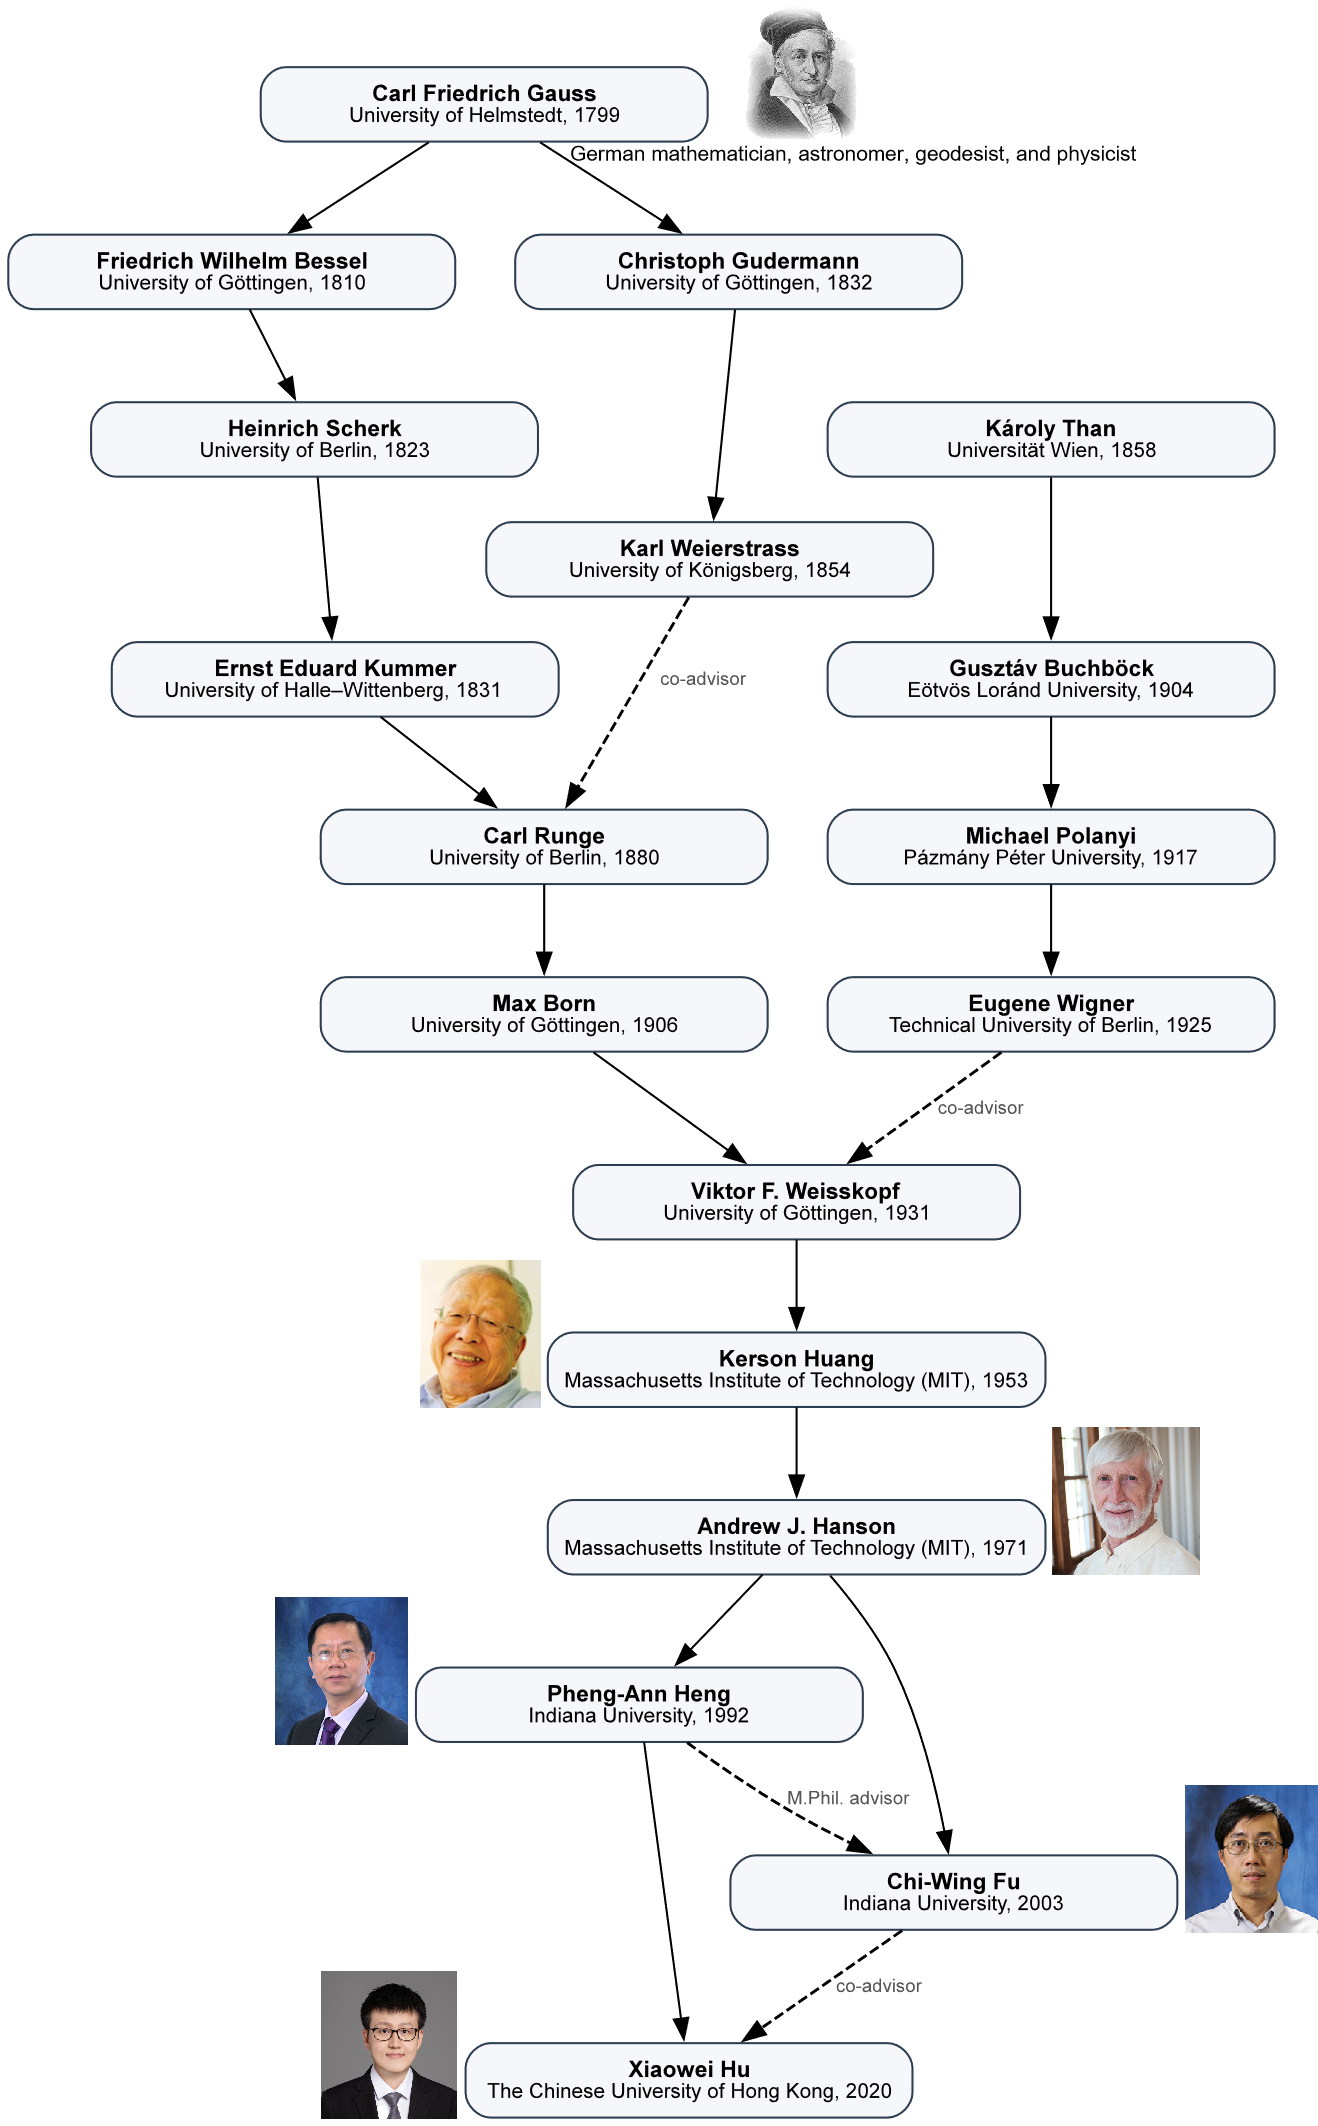 Carl Friedrich Gauss
University of Helmstedt, 1799
German mathematician, astronomer, geodesist, and physicist
Friedrich Wilhelm Bessel
University of Göttingen, 1810
Christoph Gudermann
University of Göttingen, 1832
Heinrich Scherk
University of Berlin, 1823
Károly Than
Universität Wien, 1858
Karl Weierstrass
University of Königsberg, 1854
Ernst Eduard Kummer
University of Halle–Wittenberg, 1831
co-advisor
Gusztáv Buchböck
Eötvös Loránd University, 1904
Carl Runge
University of Berlin, 1880
Michael Polanyi
Pázmány Péter University, 1917
Max Born
University of Göttingen, 1906
Eugene Wigner
Technical University of Berlin, 1925
co-advisor
Viktor F. Weisskopf
University of Göttingen, 1931
Kerson Huang
Massachusetts Institute of Technology (MIT), 1953
Andrew J. Hanson
Massachusetts Institute of Technology (MIT), 1971
Pheng-Ann Heng
Indiana University, 1992
M.Phil. advisor
Chi-Wing Fu
Indiana University, 2003
co-advisor
Xiaowei Hu
The Chinese University of Hong Kong, 2020